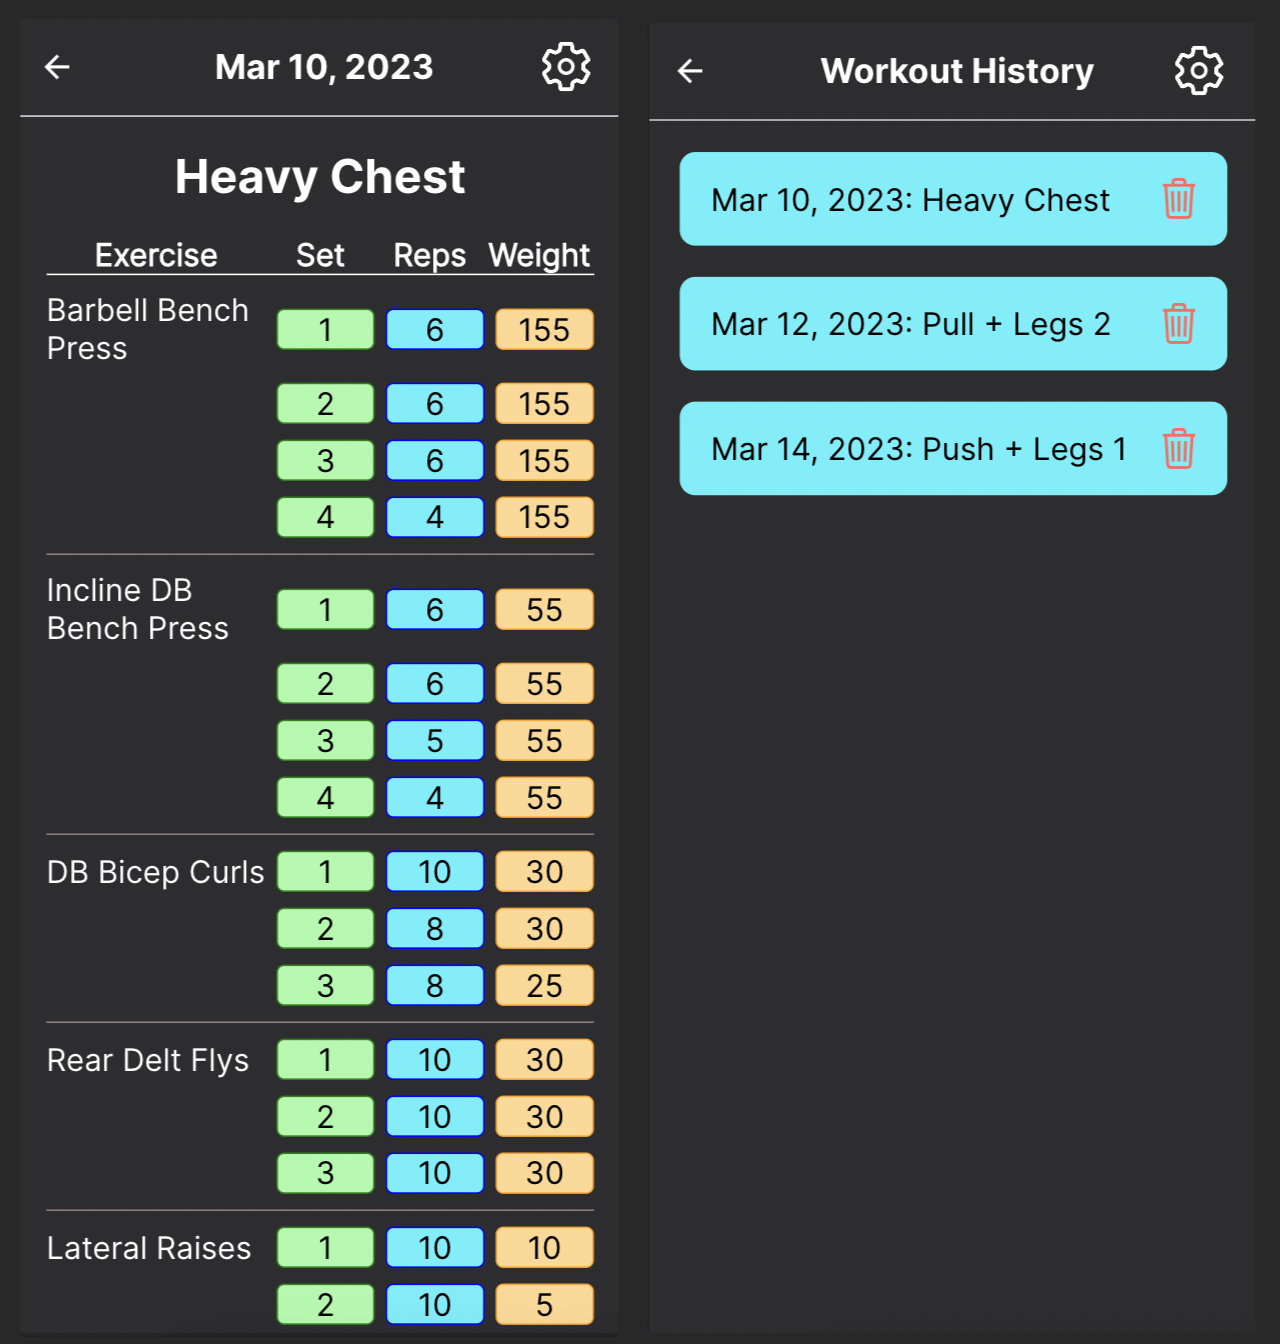 Mar 10, 2023
Heavy Chest
Exercise Set Reps Weight
Barbell Bench
Press
1 6 155
2 6 155
3 6 155
4 4 155
Incline DB
Bench Press
1 6 55
2 6 55
3 5 55
4 4 55
DB Bicep Curls 1 10 30
2 8 30
3 8 25
Rear Delt Flys 1 10 30
2 10 30
3 10 30
Lateral Raises 1 10 10
2 10 5
Workout History
Mar 10, 2023: Heavy Chest
Mar 12, 2023: Pull + Legs 2
Mar 14, 2023: Push + Legs 1